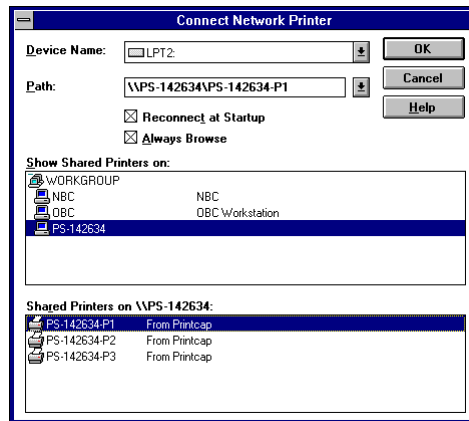 Connect Network Printer
Device Name: LPT2: OK
Path: \\PS-142634\PS-142634-P1 Cancel
Help
Reconnect at Startup
Always Browse
Show Shared Printers on:
WORKGROUP
NBC NBC
OBC OBC Workstation
PS-142634
Shared Printers on \\PS-142634:
PS-142634-P1 From Printcap
PS-142634-P2 From Printcap
PS-142634-P3 From Printcap